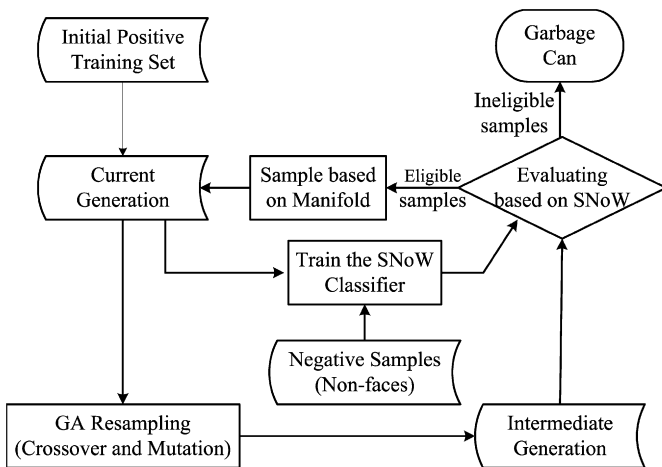 Initial Positive
Training Set
Garbage
Can
Ineligible
samples
Current
Generation
Sample based
on Manifold
Eligible
samples
Evaluating
based on SNoW
Train the SNoW
Classifier
Negative Samples
(Non-faces)
GA Resampling
(Crossover and Mutation)
Intermediate
Generation